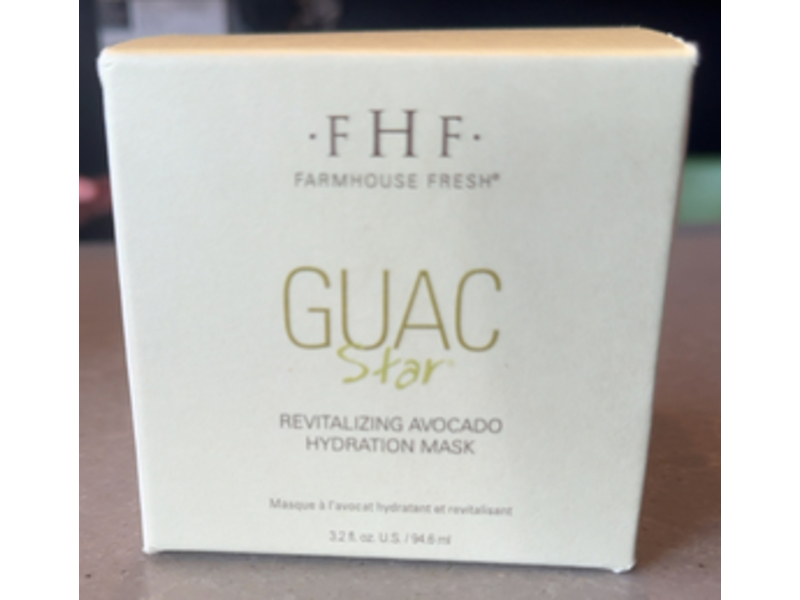 ·FHF·
FARMHOUSE FRESH®
GUAC
Star
REVITALIZING AVOCADO
HYDRATION MASK
Masque à l'avocat hydratant et revitalisant
3.2 fl. oz. U.S. / 94.6 ml